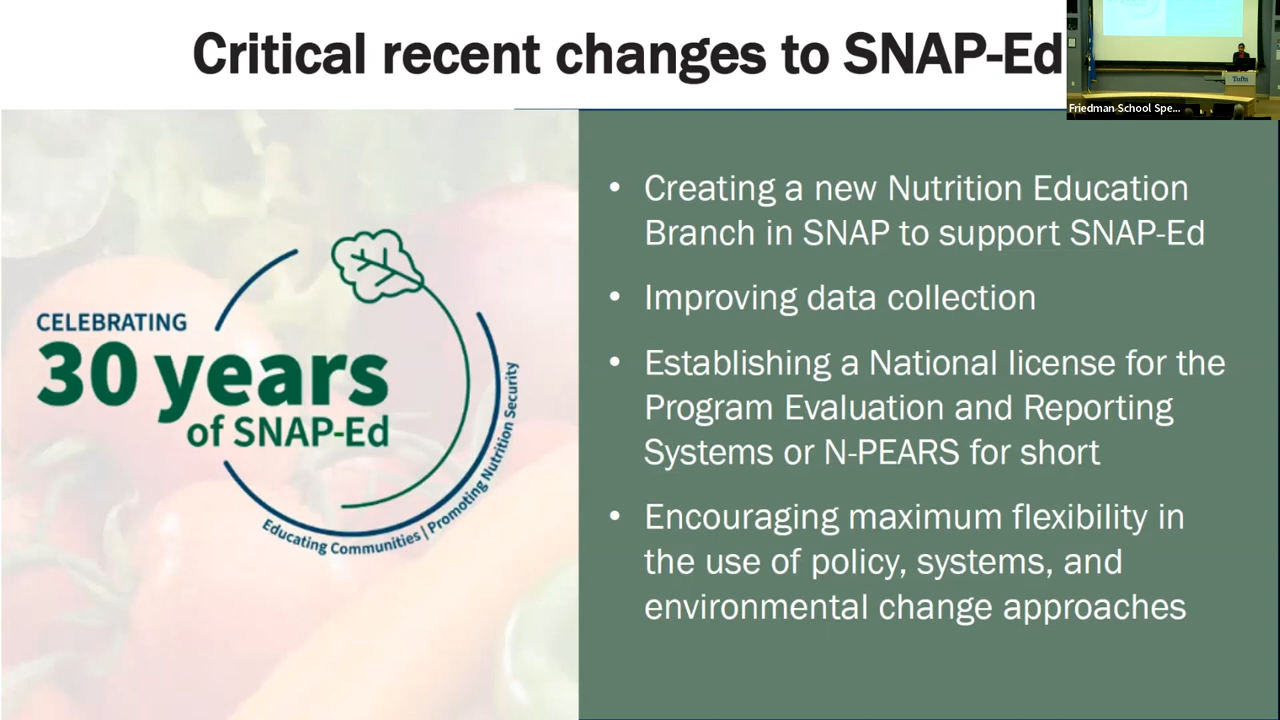 Critical recent changes to SNAP-Ed
Tufts
Friedman School Spe...
CELEBRATING
30 years
of SNAP-Ed
Educating Communities | Promoting Nutrition Security
• Creating a new Nutrition Education
Branch in SNAP to support SNAP-Ed
• Improving data collection
• Establishing a National license for the
Program Evaluation and Reporting
Systems or N-PEARS for short
• Encouraging maximum flexibility in
the use of policy, systems, and
environmental change approaches